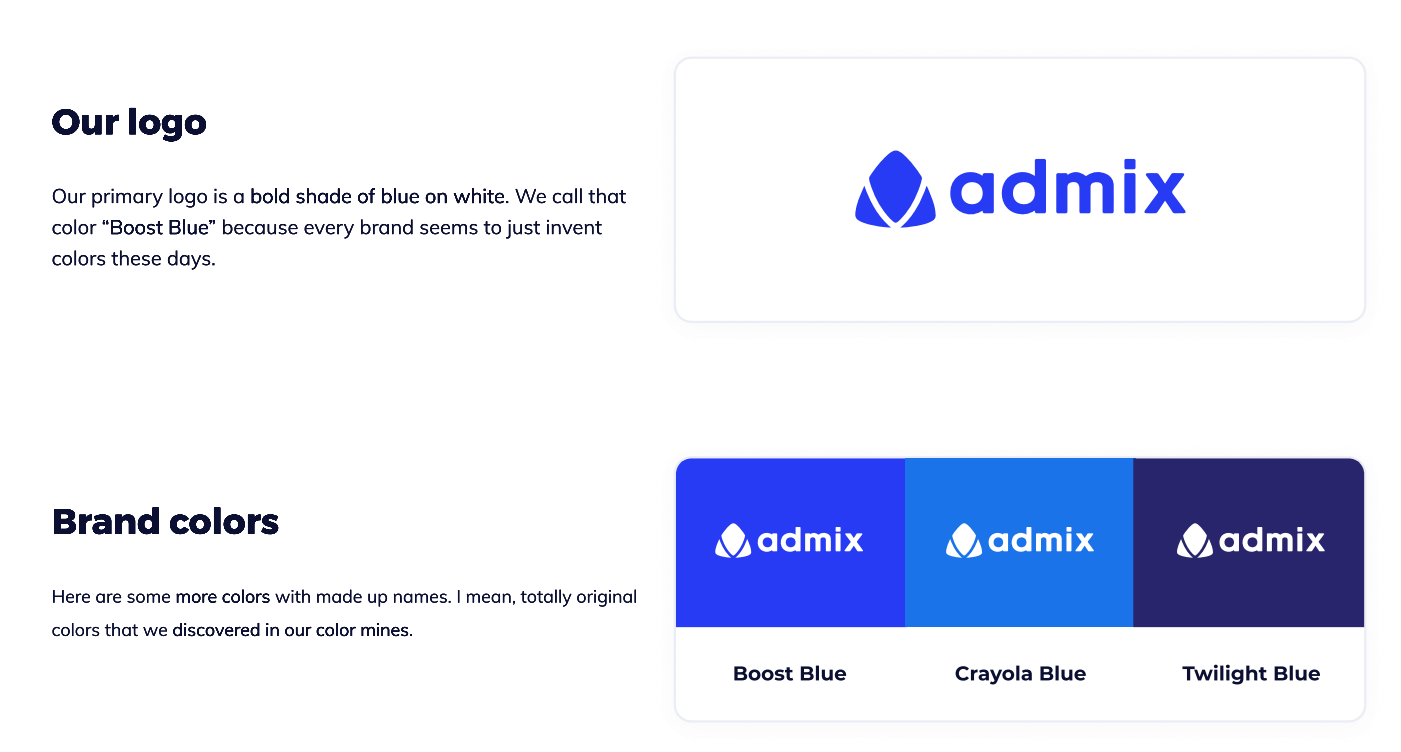 Our logo
Our primary logo is a bold shade of blue on white. We call that
color “Boost Blue” because every brand seems to just invent
colors these days.
admix
Brand colors
Here are some more colors with made up names. I mean, totally original
colors that we discovered in our color mines.
admix admix admix
Boost Blue Crayola Blue Twilight Blue